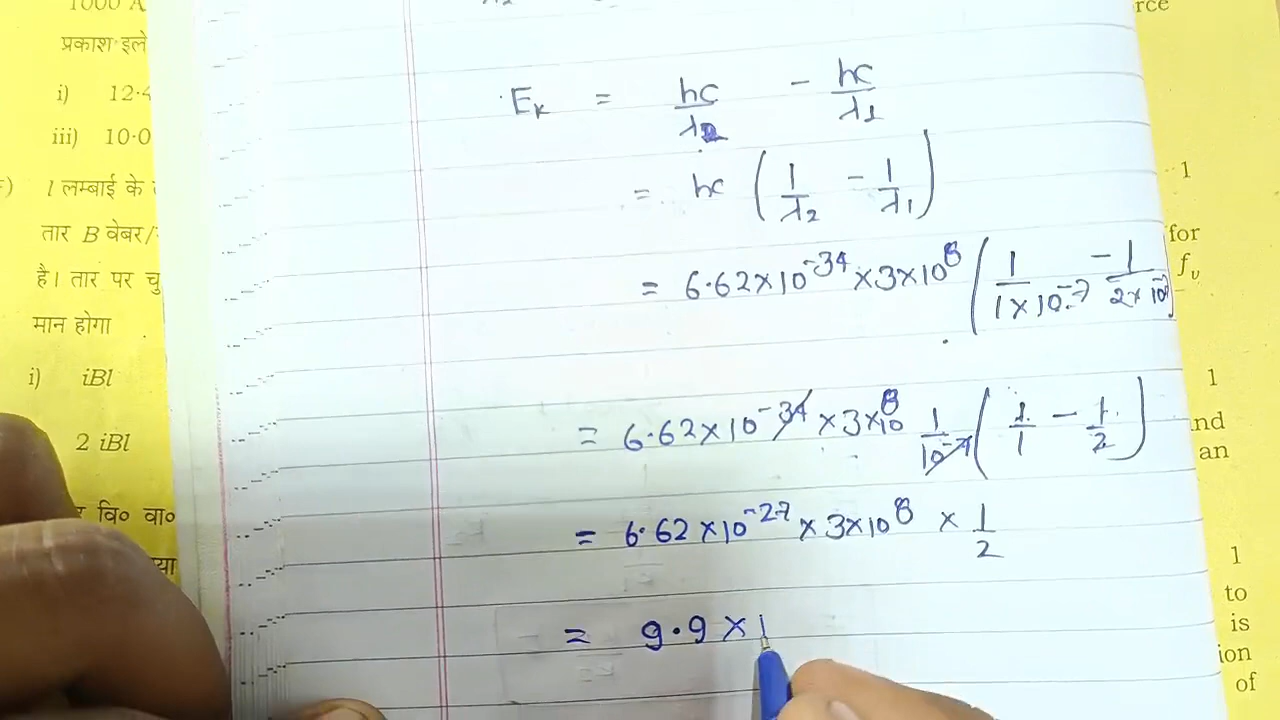 1000 A
rce
प्रकाश इले
i) 12·4
iii) 10·0
l लम्बाई के
तार B वेबर/
है। तार पर चु
मान होगा
i) iBl
2 iBl
वि० वा०
E_K = hc/λ₂ - hc/λ₁
= hc (1/λ₂ - 1/λ₁)
= 6.62×10⁻³⁴ ×3×10⁸ (1/1×10⁻⁷ - 1/2×10⁻⁷)
= 6.62×10⁻³⁴ ×3×10⁸ 1/10⁻⁷ (1/1 - 1/2)
= 6.62×10⁻²⁷ ×3×10⁸ × 1/2
= 9.9 × 1
1
for
f_v
1
nd
an
1
to
is
ion
of